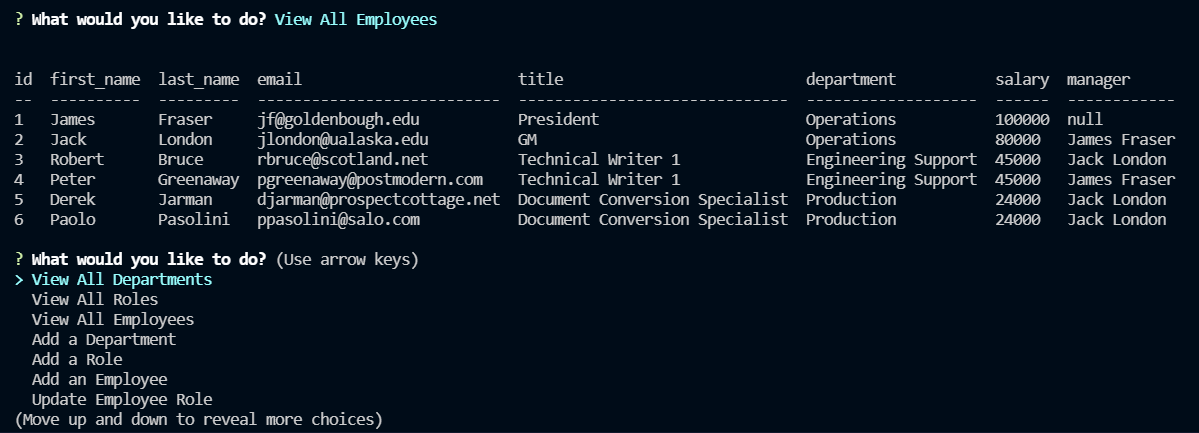 ? What would you like to do? View All Employees
id  first_name  last_name  email                        title                           department           salary  manager
--  ----------  ---------  ---------------------------  ------------------------------  -------------------  ------  ------------
1   James       Fraser     jf@goldenbough.edu           President                       Operations           100000  null
2   Jack        London     jlondon@ualaska.edu          GM                              Operations           80000   James Fraser
3   Robert      Bruce      rbruce@scotland.net          Technical Writer 1              Engineering Support  45000   Jack London
4   Peter       Greenaway  pgreenaway@postmodern.com    Technical Writer 1              Engineering Support  45000   James Fraser
5   Derek       Jarman     djarman@prospectcottage.net  Document Conversion Specialist  Production           24000   Jack London
6   Paolo       Pasolini   ppasolini@salo.com           Document Conversion Specialist  Production           24000   Jack London
? What would you like to do? (Use arrow keys)
> View All Departments
  View All Roles
  View All Employees
  Add a Department
  Add a Role
  Add an Employee
  Update Employee Role
(Move up and down to reveal more choices)